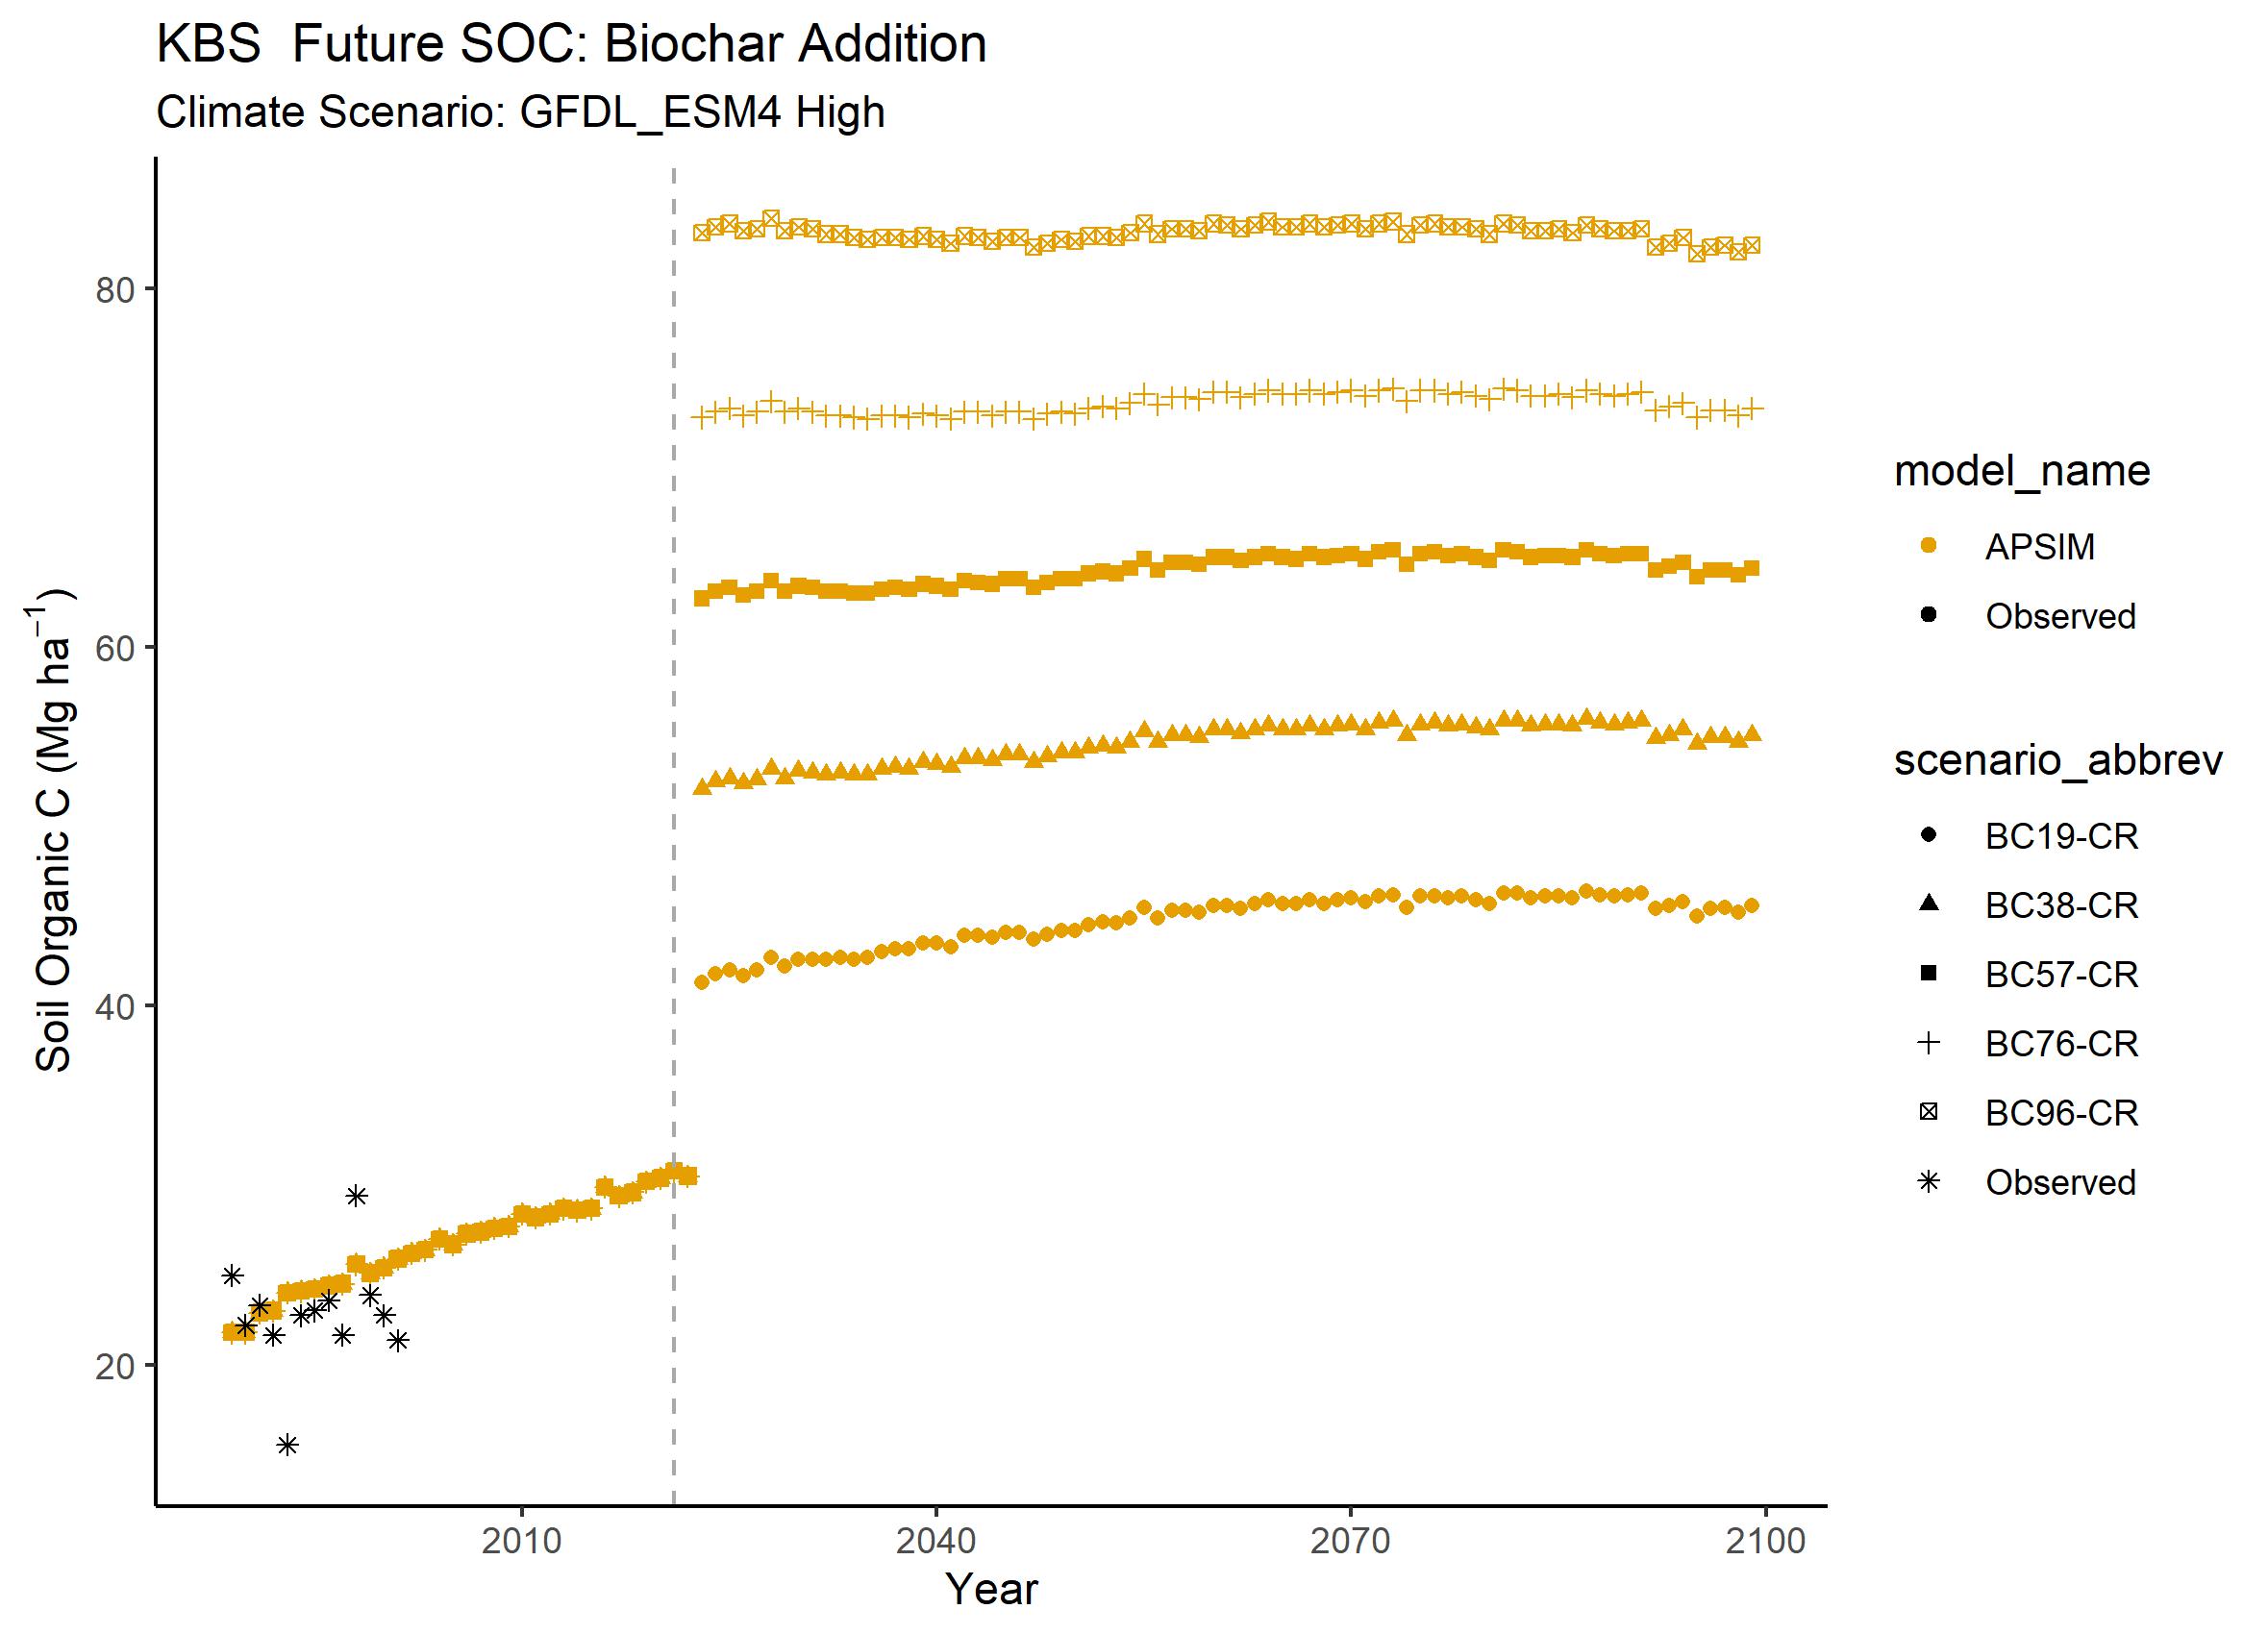 KBS  Future SOC: Biochar Addition
Climate Scenario: GFDL_ESM4 High
Soil Organic C (Mg ha⁻¹)
80
60
40
20
2010
2040
2070
2100
Year
model_name
APSIM
Observed
scenario_abbrev
BC19-CR
BC38-CR
BC57-CR
BC76-CR
BC96-CR
Observed